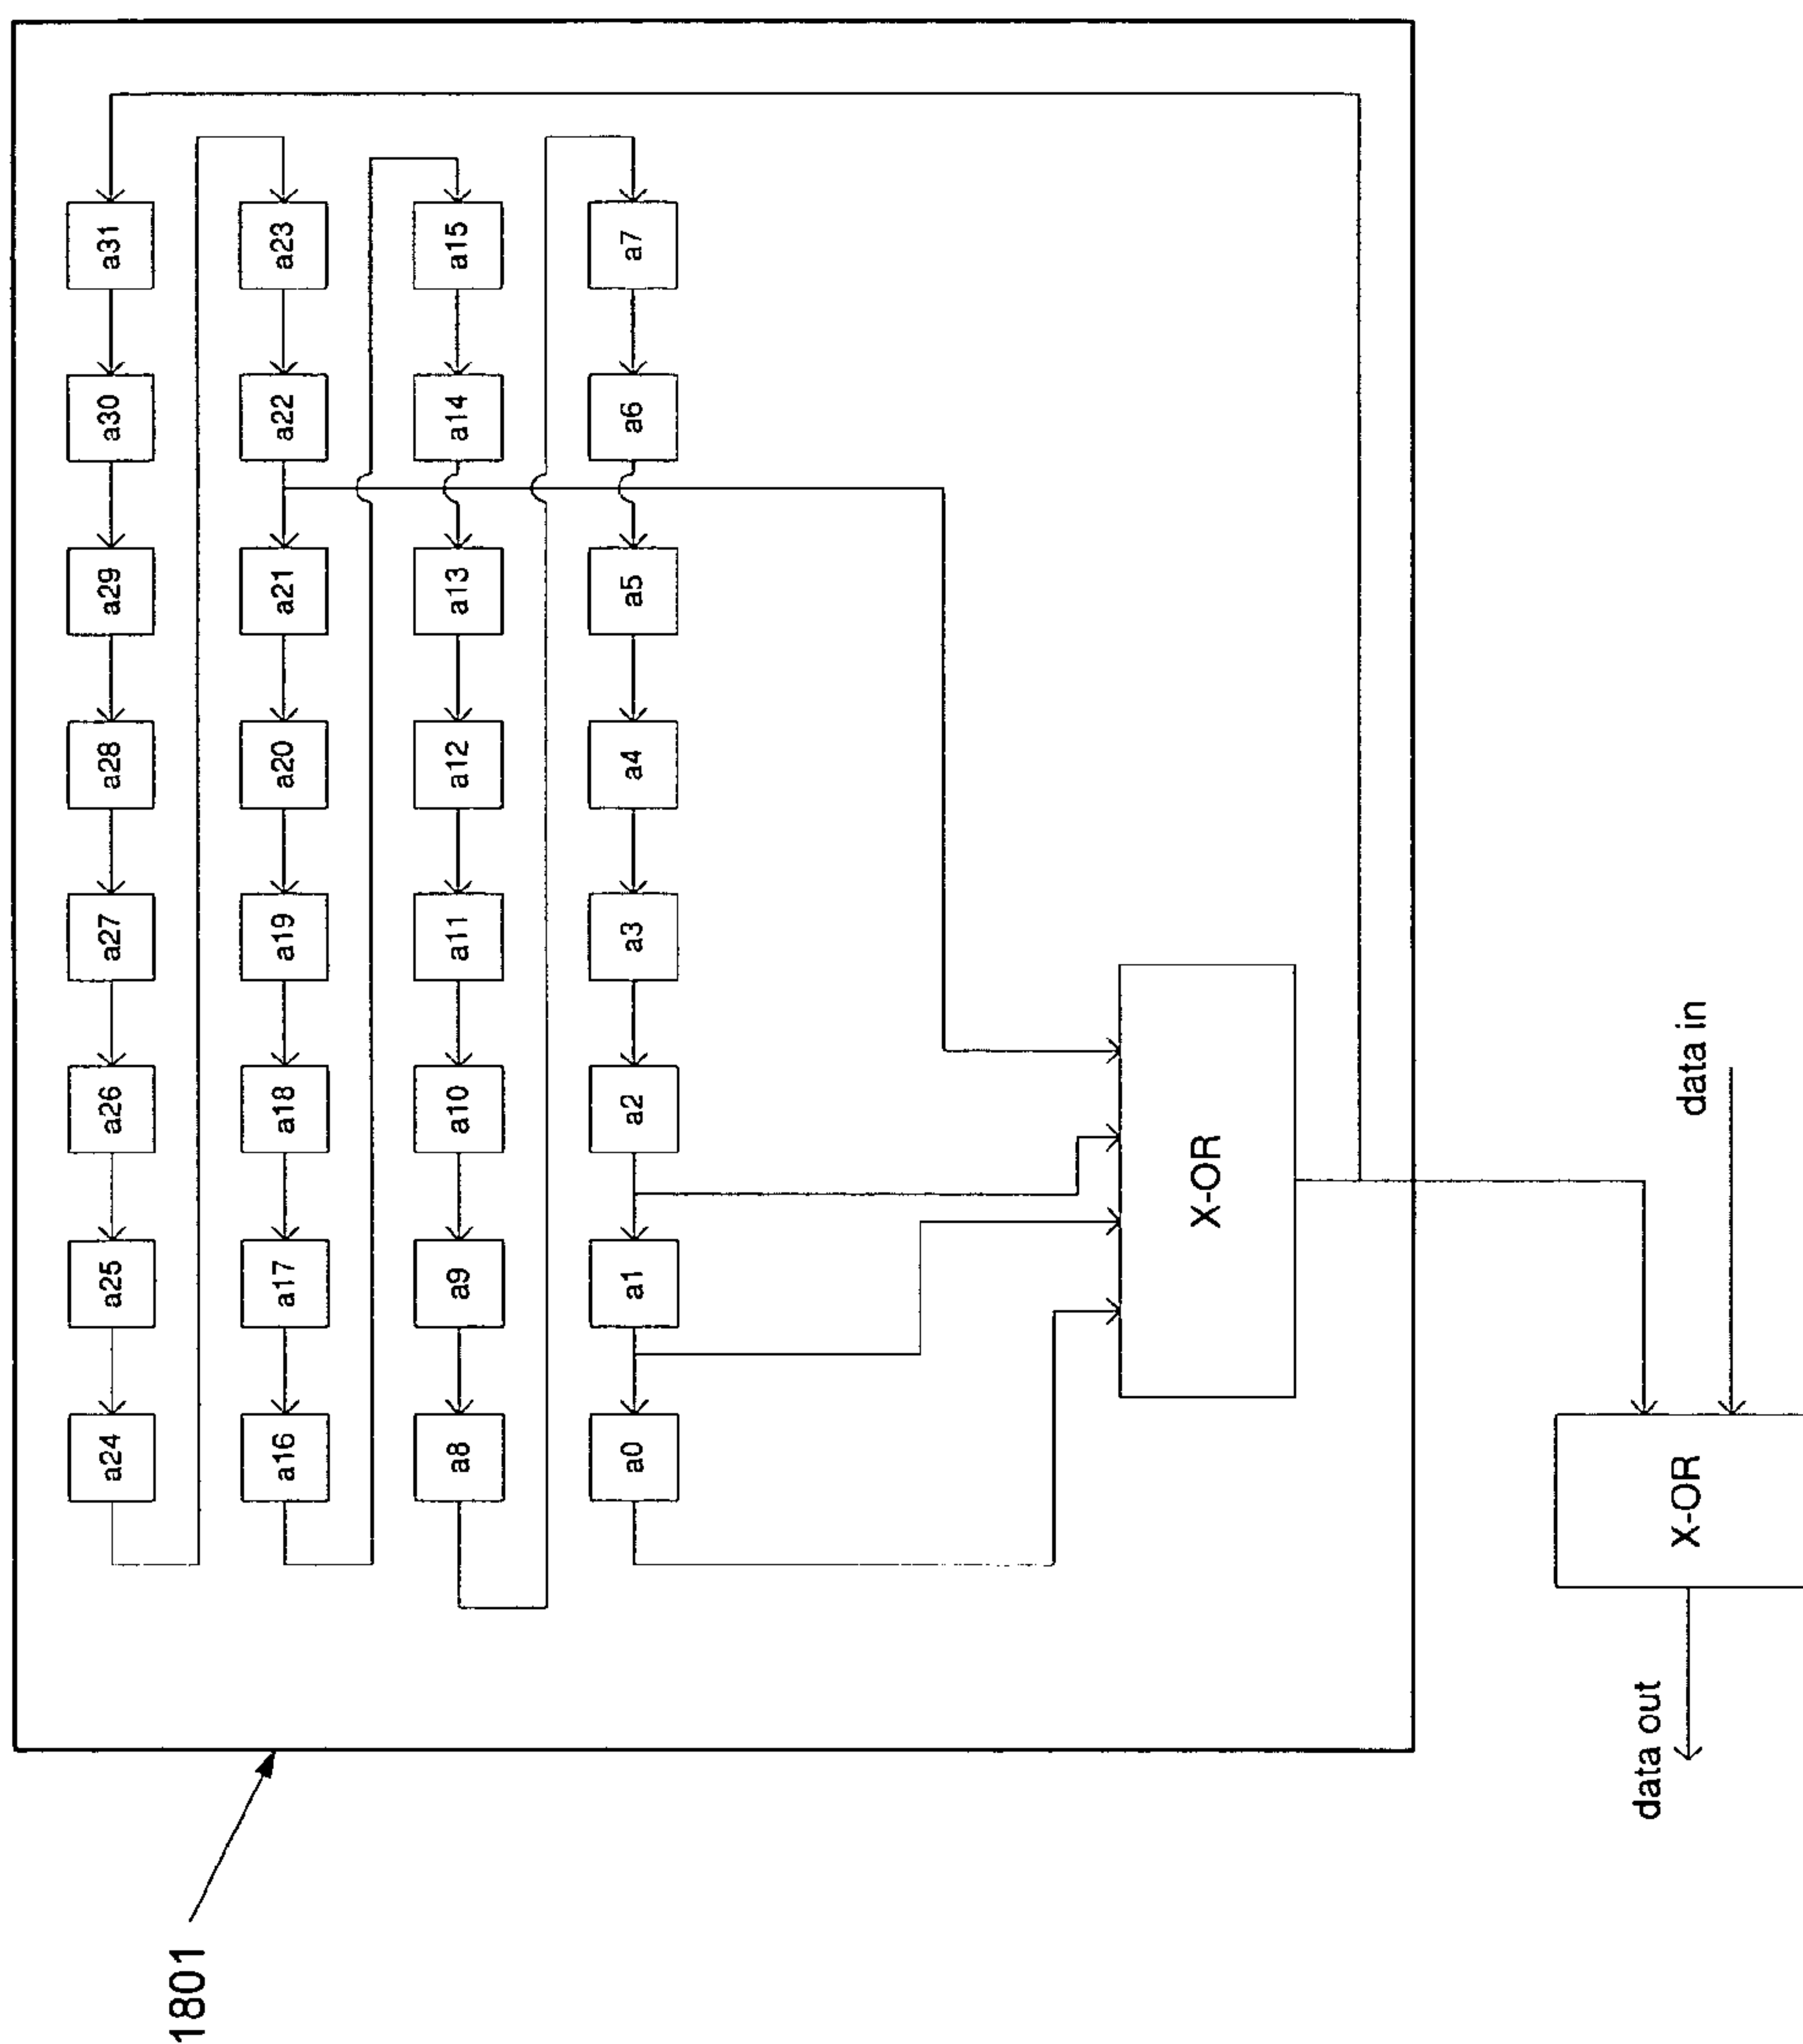 1801
a24 a25 a26 a27 a28 a29 a30 a31
a16 a17 a18 a19 a20 a21 a22 a23
a8 a9 a10 a11 a12 a13 a14 a15
a0 a1 a2 a3 a4 a5 a6 a7
X-OR
data out
X-OR
data in